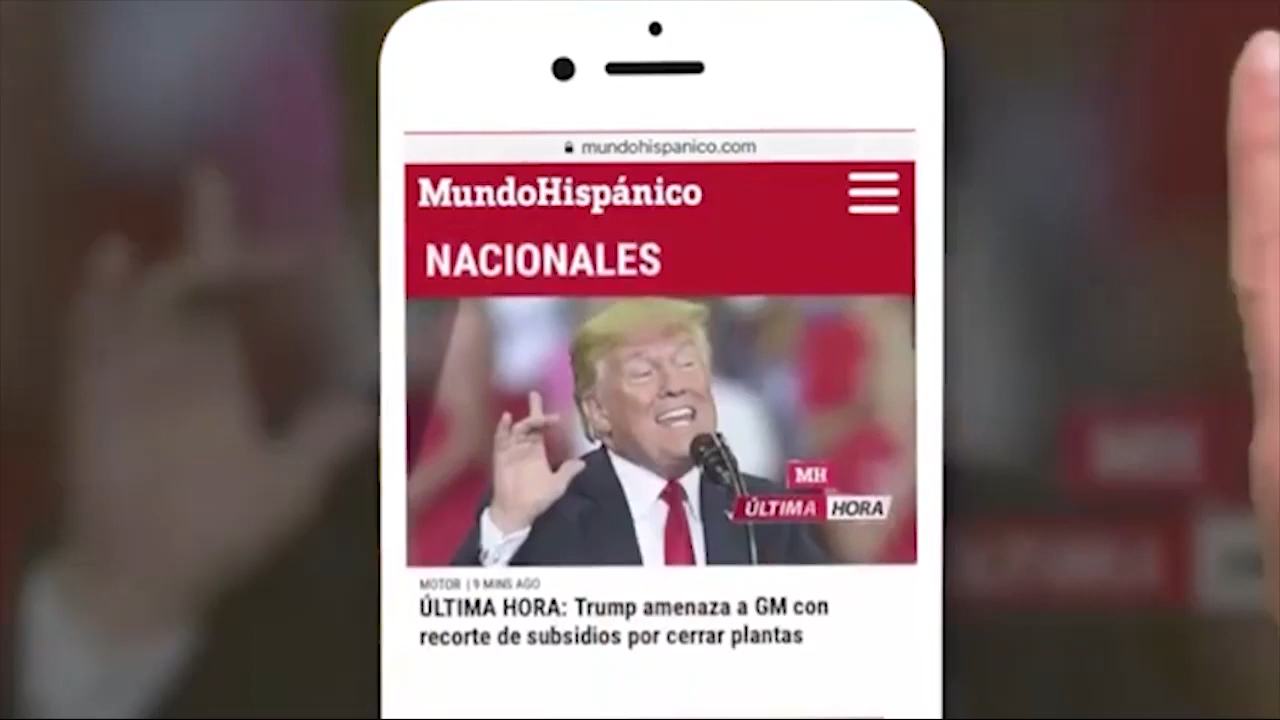 mundohispanico.com
MundoHispánico
NACIONALES
MH
ÚLTIMA HORA
MOTOR | 9 MINS AGO
ÚLTIMA HORA: Trump amenaza a GM con
recorte de subsidios por cerrar plantas